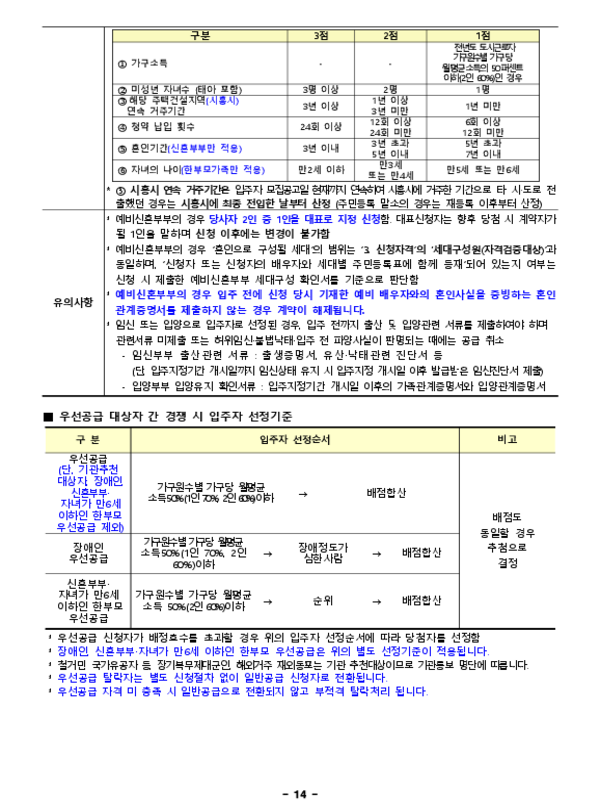 구분 3점 2점 1점
① 가구소득 - - 전년도 도시근로자 가구원수별 가구당 월평균소득의 50퍼센트 이하(2인 60%)인 경우
② 미성년 자녀수 (태아 포함) 3명 이상 2명 1명
③ 해당 주택건설지역(시흥시) 연속 거주기간 3년 이상 1년 이상 3년 미만 1년 미만
④ 청약 납입 횟수 24회 이상 12회 이상 24회 미만 6회 이상 12회 미만
⑤ 혼인기간(신혼부부만 적용) 3년 이내 3년 초과 5년 이내 5년 초과 7년 이내
⑥ 자녀의 나이(한부모가족만 적용) 만2세 이하 만3세 또는 만4세 만5세 또는 만6세
* ③ 시흥시 연속 거주기간은 입주자 모집공고일 현재까지 연속하여 시흥시에 거주한 기간으로 타 시·도로 전
출했던 경우는 시흥시에 최종 전입한 날부터 산정 (주민등록 말소의 경우는 재등록 이후부터 산정)
유의사항
* 예비신혼부부의 경우 당사자 2인 중 1인을 대표로 지정 신청함. 대표신청자는 향후 당첨 시 계약자가
될 1인을 말하며 신청 이후에는 변경이 불가함
* 예비신혼부부의 경우 '혼인으로 구성될 세대'의 범위는 '3. 신청자격'의 '세대구성원(자격검증대상)'과
동일하며, '신청자 또는 신청자의 배우자와 세대별 주민등록표에 함께 등재'되어 있는지 여부는
신청 시 제출한 예비신혼부부 세대구성 확인서를 기준으로 판단함
* 예비신혼부부의 경우 입주 전에 신청 당시 기재한 예비 배우자와의 혼인사실을 증빙하는 혼인
관계증명서를 제출하지 않는 경우 계약이 해제됩니다.
* 임신 또는 입양으로 입주자로 선정된 경우, 입주 전까지 출산 및 입양관련 서류를 제출하여야 하며
관련서류 미제출 또는 허위임신·불법낙태·입주 전 파양사실이 판명되는 때에는 공급 취소
- 임신부부 출산관련 서류 : 출생증명서, 유산·낙태관련 진단서 등
(단, 입주지정기간 개시일까지 임신상태 유지 시 입주지정 개시일 이후 발급받은 임신진단서 제출)
- 입양부부 입양유지 확인서류 : 입주지정기간 개시일 이후의 가족관계증명서와 입양관계증명서
■ 우선공급 대상자 간 경쟁 시 입주자 선정기준
구 분 입주자 선정순서 비고
우선공급
(단, 기관추천
대상자, 장애인,
신혼부부·
자녀가 만6세
이하인 한부모
우선공급 제외)
가구원수별 가구당 월평균
소득50%(1인 70%, 2인 60%)이하 → 배점합산
장애인
우선공급
가구원수별 가구당 월평균
소득50%(1인 70%, 2인
60%)이하 → 장애정도가
심한 사람 → 배점합산
신혼부부·
자녀가 만6세
이하인 한부모
우선공급
가구원수별 가구당 월평균
소득 50%(2인 60%)이하 → 순위 → 배점합산
배점도
동일할 경우
추첨으로
결정
* 우선공급 신청자가 배정호수를 초과할 경우 위의 입주자 선정순서에 따라 당첨자를 선정함
* 장애인, 신혼부부·자녀가 만6세 이하인 한부모 우선공급은 위의 별도 선정기준이 적용됩니다.
* 철거민, 국가유공자 등, 장기복무제대군인, 해외거주 재외동포는 기관 추천대상이므로 기관통보 명단에 따릅니다.
* 우선공급 탈락자는 별도 신청절차 없이 일반공급 신청자로 전환됩니다.
* 우선공급 자격 미 충족 시 일반공급으로 전환되지 않고 부적격 탈락처리 됩니다.
- 14 -